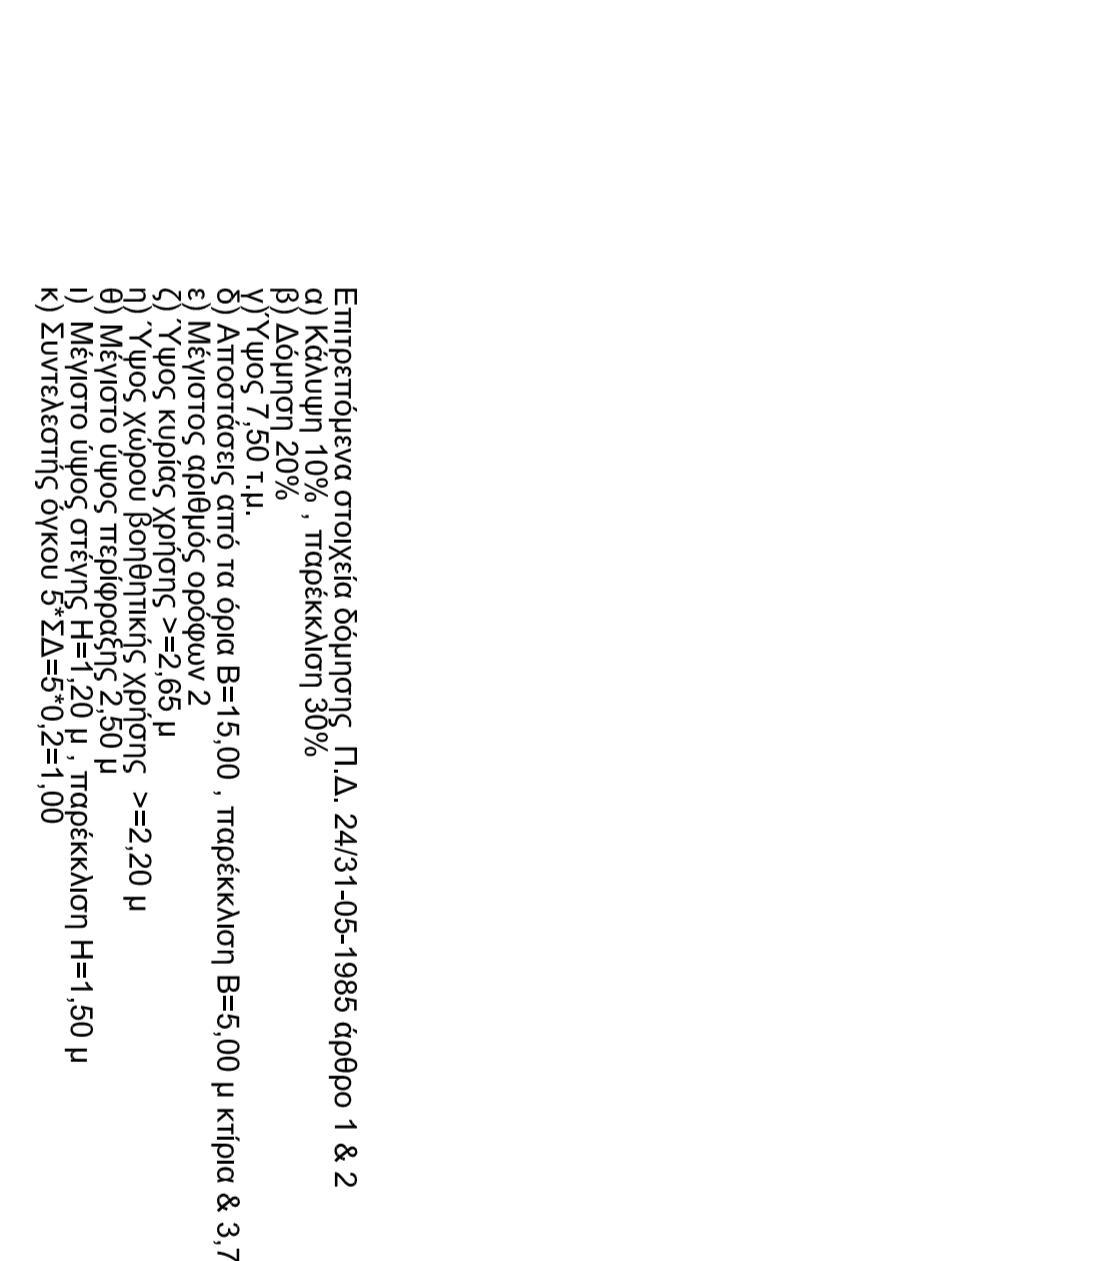 Επιτρεπόμενα στοιχεία δόμησης Π.Δ. 24/31-05-1985 άρθρο 1 & 2
α) Κάλυψη 10% , παρέκκλιση 30%
β) Δόμηση 20%
γ) Ύψος 7,50 τ.μ.
δ) Αποστάσεις από τα όρια Β=15,00 , παρέκκλιση Β=5,00 μ κτίρια & 3,7
ε) Μέγιστος αριθμός ορόφων 2
ζ) Ύψος κυρίας χρήσης >=2,65 μ
η) Ύψος χώρου βοηθητικής χρήσης >=2,20 μ
θ) Μέγιστο ύψος περίφραξης 2,50 μ
ι) Μέγιστο ύψος στέγης Η=1,20 μ , παρέκκλιση Η=1,50 μ
κ) Συντελεστής όγκου 5*ΣΔ=5*0,2=1,00